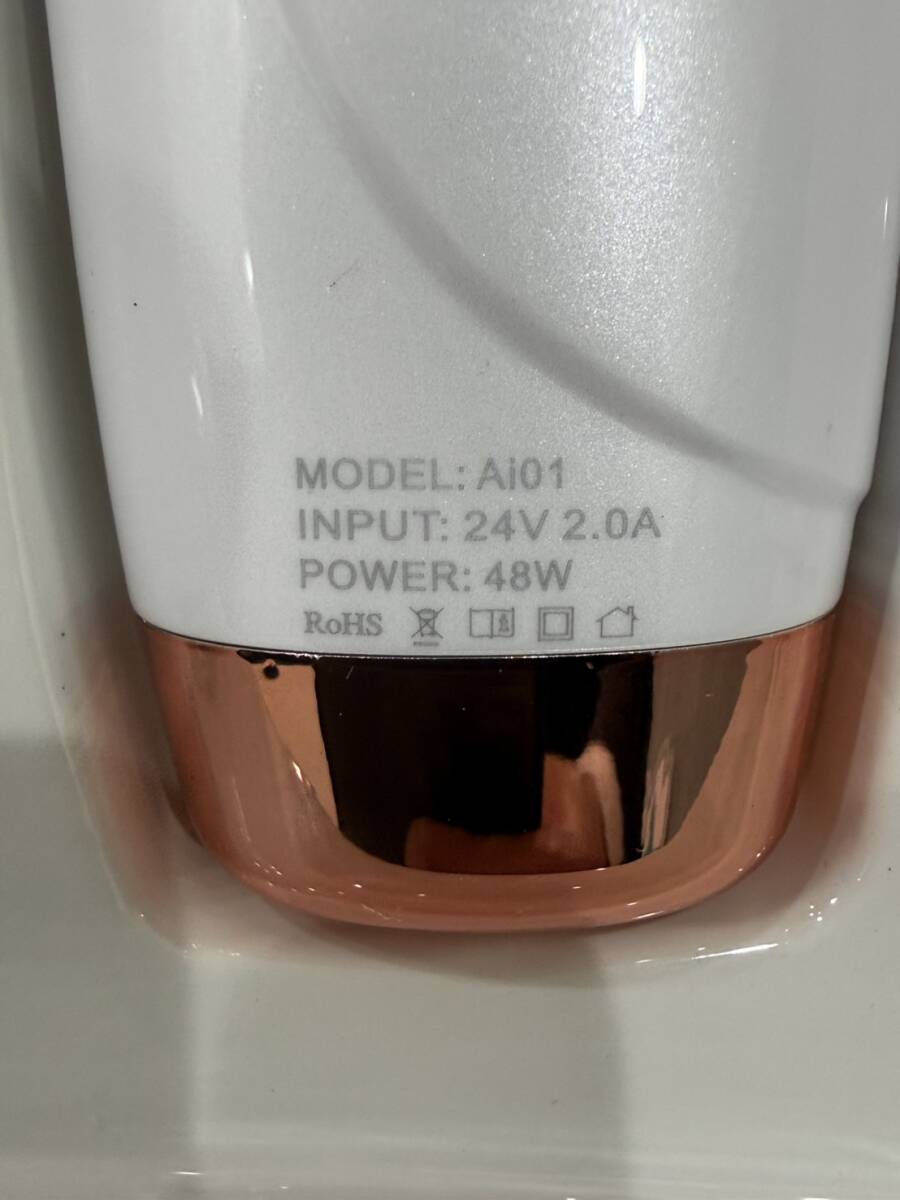 MODEL: Ai01
INPUT: 24V 2.0A
POWER: 48W
RoHS